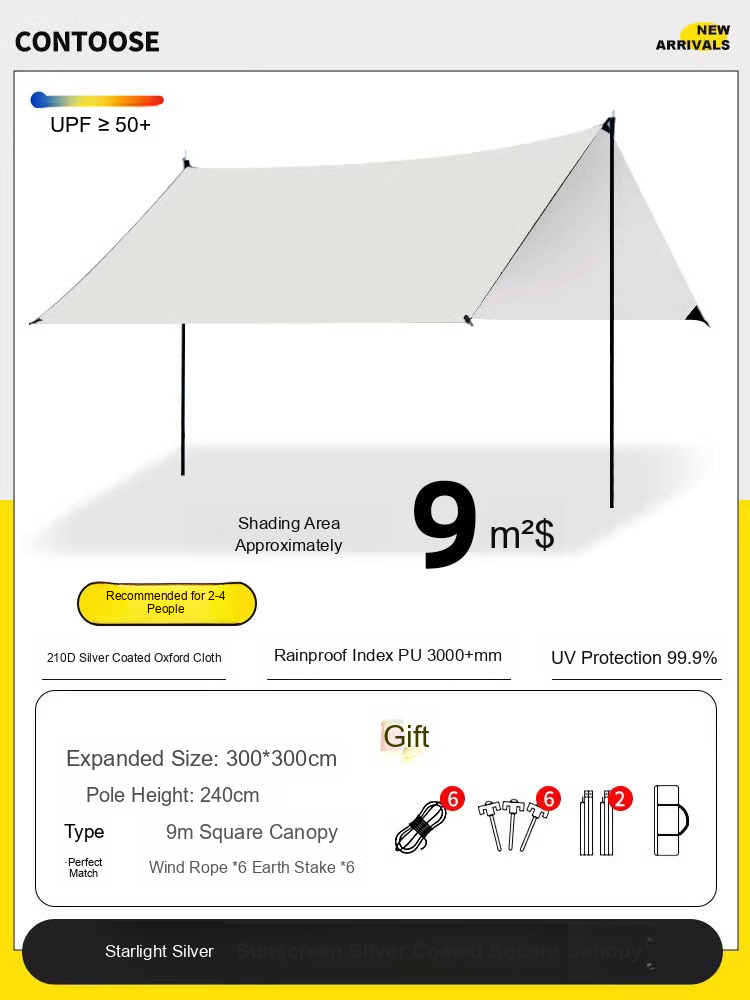 CONTOOSE
NEW
ARRIVALS
UPF ≥ 50+
Shading Area
Approximately
9 m²$
Recommended for 2-4
People
210D Silver Coated Oxford Cloth
Rainproof Index PU 3000+mm
UV Protection 99.9%
Gift
Expanded Size: 300*300cm
Pole Height: 240cm
Type 9m Square Canopy
·Perfect
Match
Wind Rope *6 Earth Stake *6
6
6
2
Starlight Silver Sunscreen Silver Coated Square Canopy